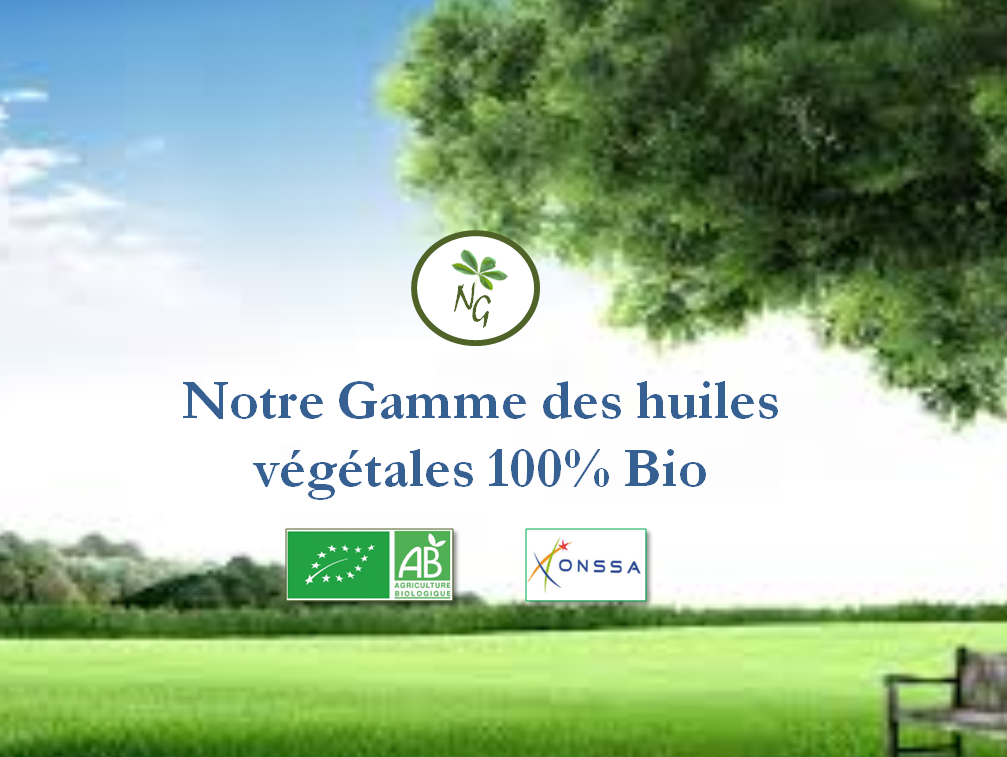 NG
Notre Gamme des huiles
végétales 100% Bio
AB
AGRICULTURE
BIOLOGIQUE
ONSSA